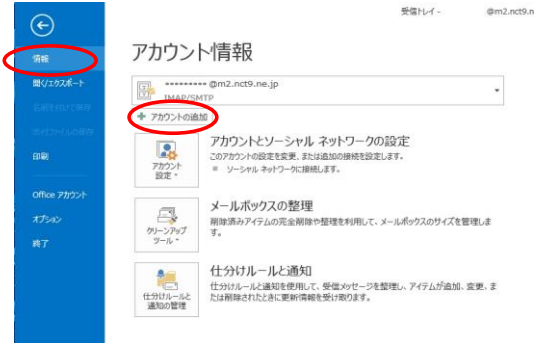 受信トレイ - @m2.nct9.n
情報
アカウント情報
開く/エクスポート
********* @m2.nct9.ne.jp
IMAP/SMTP
名前を付けて保存
添付ファイルの保存
アカウントの追加
印刷
アカウント設定
アカウントとソーシャル ネットワークの設定
このアカウントの設定を変更、または追加の接続を設定します。
ソーシャル ネットワークに接続します。
Office アカウント
オプション
終了
クリーンアップ
ツール
メールボックスの整理
削除済みアイテムの完全削除や整理を利用して、メールボックスのサイズを管理しま
す。
仕分けルールと
通知の管理
仕分けルールと通知
仕分けルールと通知を使用して、受信メッセージを整理し、アイテムが追加、変更、ま
たは削除されたときに更新情報を受け取ります。